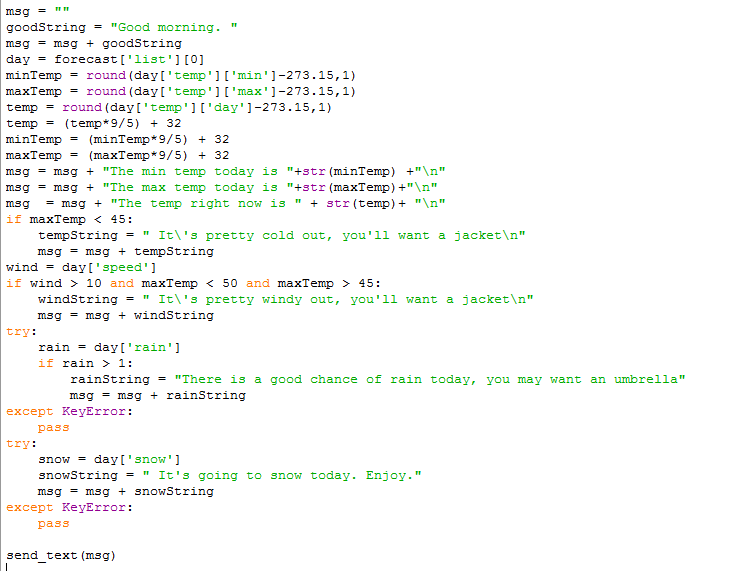 msg = ""
goodString = "Good morning. "
msg = msg + goodString
day = forecast['list'][0]
minTemp = round(day['temp']['min']-273.15,1)
maxTemp = round(day['temp']['max']-273.15,1)
temp = round(day['temp']['day']-273.15,1)
temp = (temp*9/5) + 32
minTemp = (minTemp*9/5) + 32
maxTemp = (maxTemp*9/5) + 32
msg = msg + "The min temp today is "+str(minTemp) +"\n"
msg = msg + "The max temp today is "+str(maxTemp)+"\n"
msg  = msg + "The temp right now is " + str(temp)+ "\n"
if maxTemp < 45:
    tempString = " It\'s pretty cold out, you'll want a jacket\n"
    msg = msg + tempString
wind = day['speed']
if wind > 10 and maxTemp < 50 and maxTemp > 45:
    windString = " It\'s pretty windy out, you'll want a jacket\n"
    msg = msg + windString
try:
    rain = day['rain']
    if rain > 1:
        rainString = "There is a good chance of rain today, you may want an umbrella"
        msg = msg + rainString
except KeyError:
    pass
try:
    snow = day['snow']
    snowString = " It's going to snow today. Enjoy."
    msg = msg + snowString
except KeyError:
    pass

send_text(msg)